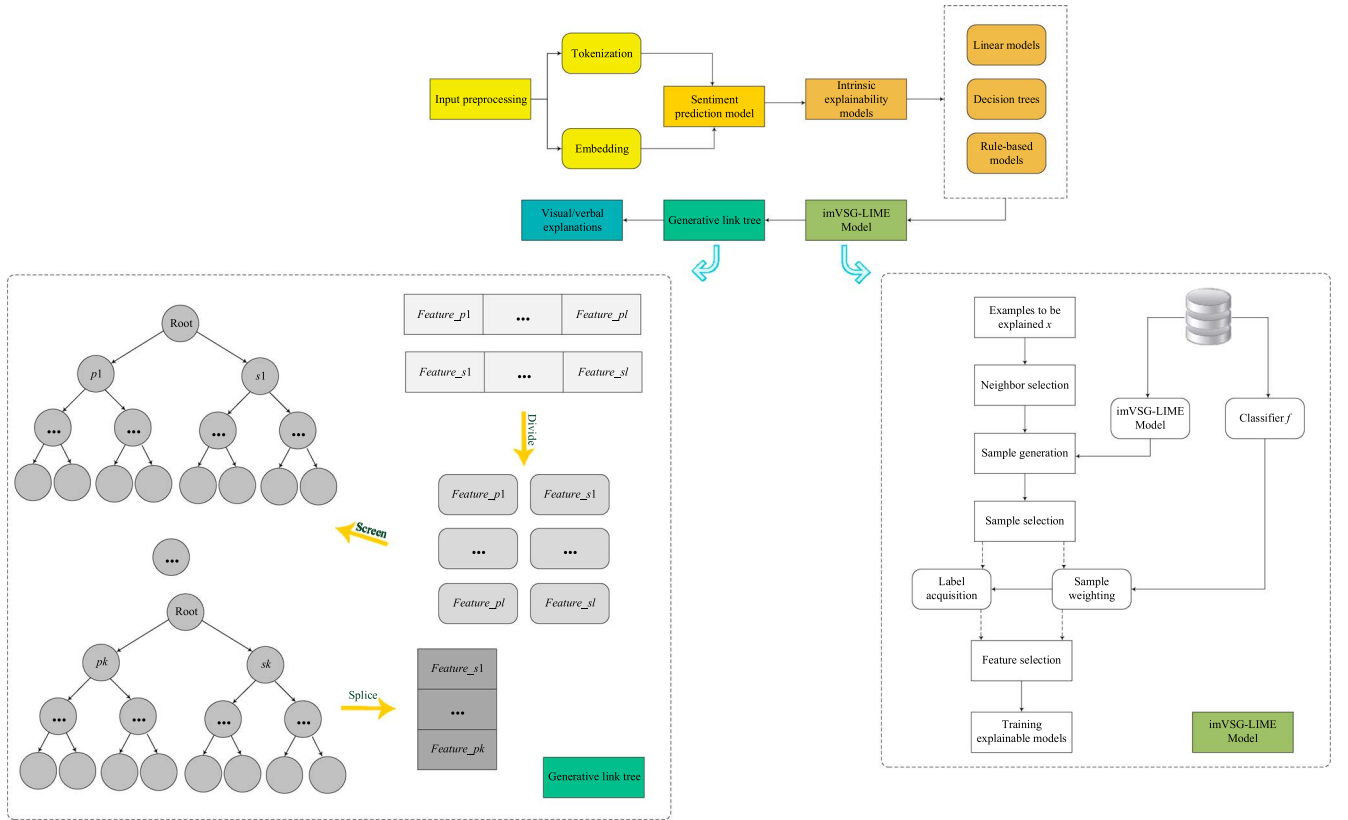 Tokenization
Input preprocessing
Embedding
Sentiment
prediction model
Intrinsic
explainability
models
Linear models
Decision trees
Rule-based
models
Visual/verbal
explanations
Generative link tree
imVSG-LIME
Model
Root
p1
s1
...
...
...
...
...
Root
pk
sk
...
...
...
...
Feature_p1
...
Feature_pl
Feature_s1
...
Feature_sl
Divide
Feature_p1
Feature_s1
...
...
Feature_pl
Feature_sl
Screen
Splice
Feature_s1
...
Feature_pk
Generative link tree
Examples to be
explained x
Neighbor selection
imVSG-LIME
Model
Classifier f
Sample generation
Sample selection
Label
acquisition
Sample
weighting
Feature selection
Training
explainable models
imVSG-LIME
Model